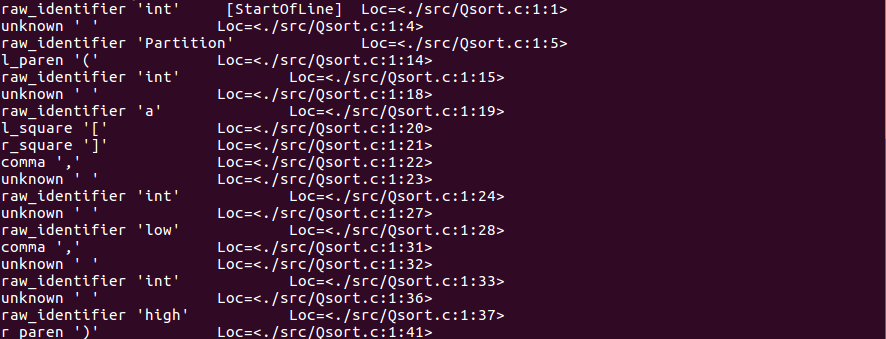 raw_identifier 'int'     [StartOfLine]  Loc=<./src/Qsort.c:1:1>
unknown ' '             Loc=<./src/Qsort.c:1:4>
raw_identifier 'Partition'              Loc=<./src/Qsort.c:1:5>
l_paren '('             Loc=<./src/Qsort.c:1:14>
raw_identifier 'int'            Loc=<./src/Qsort.c:1:15>
unknown ' '             Loc=<./src/Qsort.c:1:18>
raw_identifier 'a'              Loc=<./src/Qsort.c:1:19>
l_square '['            Loc=<./src/Qsort.c:1:20>
r_square ']'            Loc=<./src/Qsort.c:1:21>
comma ','               Loc=<./src/Qsort.c:1:22>
unknown ' '             Loc=<./src/Qsort.c:1:23>
raw_identifier 'int'            Loc=<./src/Qsort.c:1:24>
unknown ' '             Loc=<./src/Qsort.c:1:27>
raw_identifier 'low'            Loc=<./src/Qsort.c:1:28>
comma ','               Loc=<./src/Qsort.c:1:31>
unknown ' '             Loc=<./src/Qsort.c:1:32>
raw_identifier 'int'            Loc=<./src/Qsort.c:1:33>
unknown ' '             Loc=<./src/Qsort.c:1:36>
raw_identifier 'high'           Loc=<./src/Qsort.c:1:37>
r_paren ')'             Loc=<./src/Qsort.c:1:41>